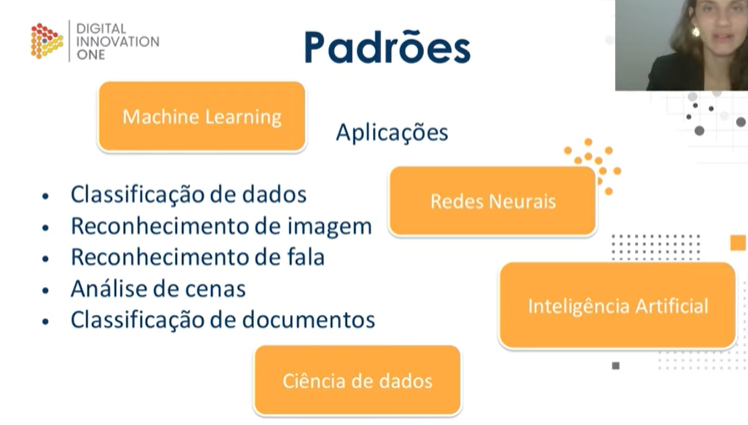 DIGITAL
INNOVATION
ONE
Padrões
Machine Learning
Aplicações
• Classificação de dados
• Reconhecimento de imagem
• Reconhecimento de fala
• Análise de cenas
• Classificação de documentos
Redes Neurais
Inteligência Artificial
Ciência de dados